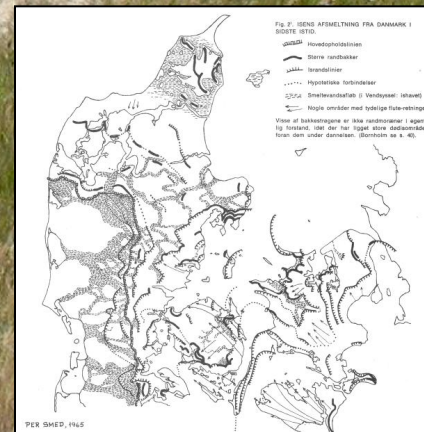 Fig. 2'. ISENS AFSMELTNING FRA DANMARK I
SIDSTE ISTID.
Hovedopholdslinien
Større randbakker
Israndslinier
Hypotetiske forbindelser
Smeltevandsafløb (i Vendsyssel: Ishavet)
Nogle områder med tydelige flute-retninger
Visse af bakkestrøgene er ikke randmoræner i egent-
lig forstand, idet der har ligget store dødisområder
foran dem under dannelsen. (Bornholm se s. 40).
PER SMED, 1965